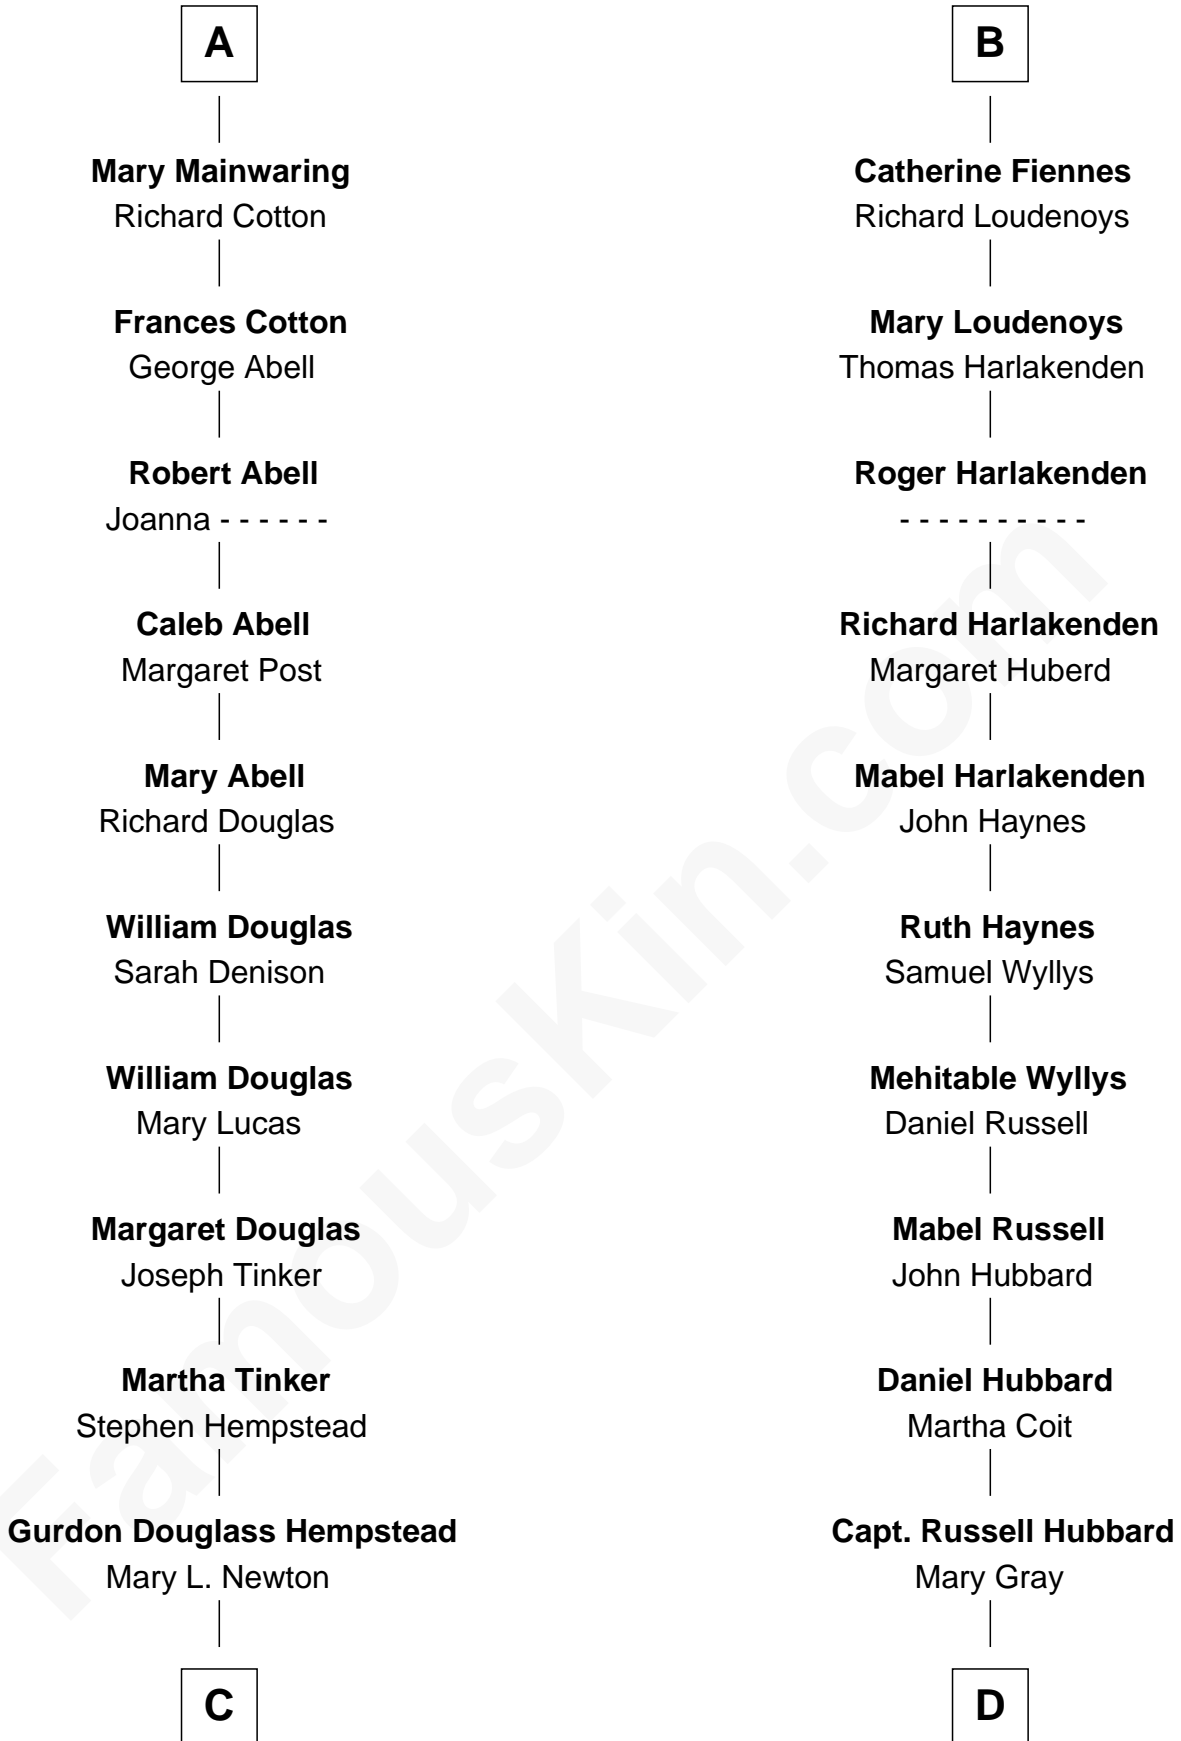 A
Mary Mainwaring
Richard Cotton
Frances Cotton
George Abell
Robert Abell
Joanna - - - - - -
Caleb Abell
Margaret Post
Mary Abell
Richard Douglas
William Douglas
Sarah Denison
William Douglas
Mary Lucas
Margaret Douglas
Joseph Tinker
Martha Tinker
Stephen Hempstead
Gurdon Douglass Hempstead
Mary L. Newton
C
B
Catherine Fiennes
Richard Loudenoys
Mary Loudenoys
Thomas Harlakenden
Roger Harlakenden
- - - - - - - - - -
Richard Harlakenden
Margaret Huberd
Mabel Harlakenden
John Haynes
Ruth Haynes
Samuel Wyllys
Mehitable Wyllys
Daniel Russell
Mabel Russell
John Hubbard
Daniel Hubbard
Martha Coit
Capt. Russell Hubbard
Mary Gray
D
FamousKin.com